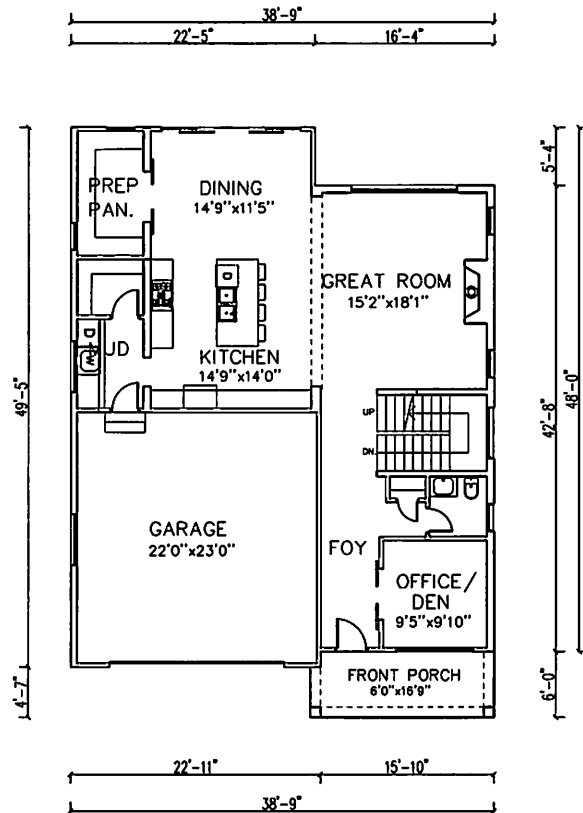 38'-9"
22'-5" 16'-4"
PREP
PAN.
DINING
14'9"x11'5"
5'-4"
GREAT ROOM
15'2"x18'1"
D
W
UD
KITCHEN
14'9"x14'0"
49'-5"
UP
DN.
42'-8"
48'-0"
GARAGE
22'0"x23'0"
FOY
OFFICE/
DEN
9'5"x9'10"
FRONT PORCH
6'0"x16'9"
4'-7"
6'-0"
22'-11" 15'-10"
38'-9"